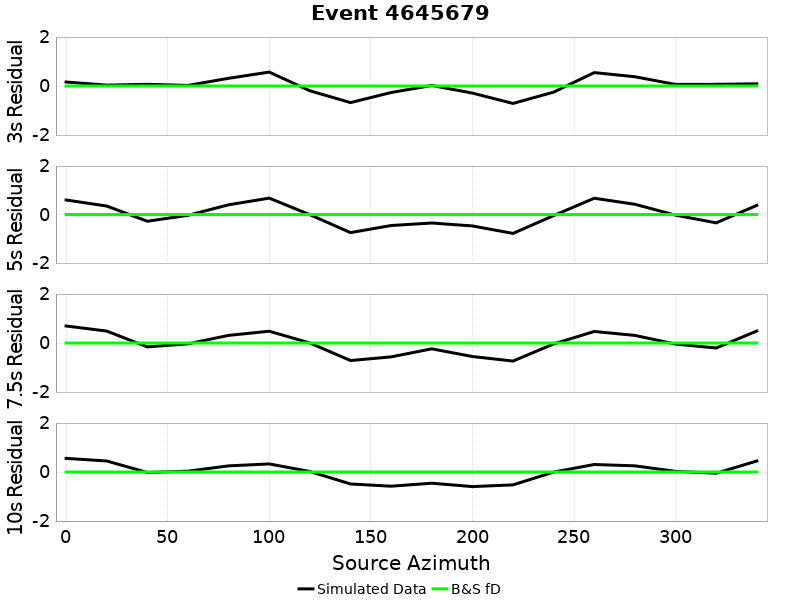 Event 4645679
3s Residual
2
0
-2
5s Residual
2
0
-2
7.5s Residual
2
0
-2
10s Residual
2
0
-2
0 50 100 150 200 250 300
Source Azimuth
Simulated Data B&S fD